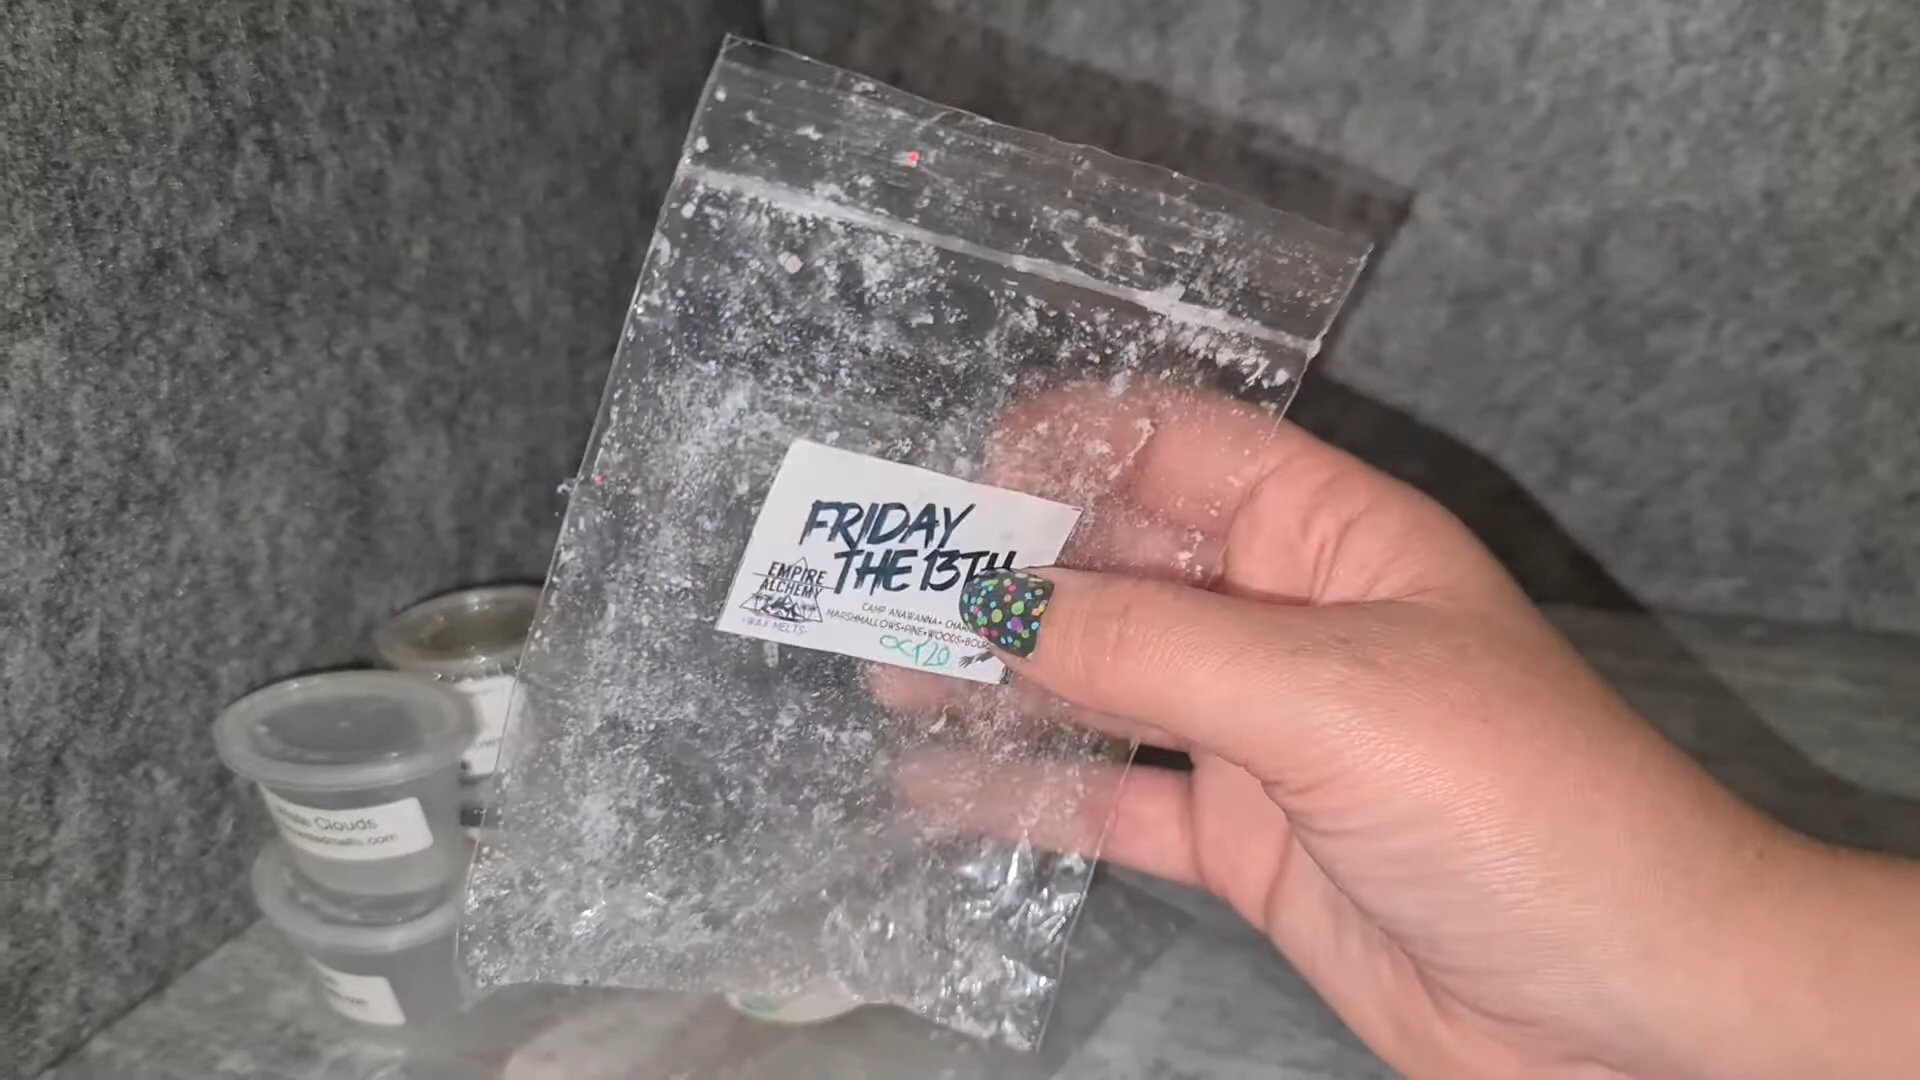 FRIDAY
THE 13TH
EMPIRE
ALCHEMY
•WAX MELTS•
CAMP ANAWANNA•
MARSHMALLOWS•PINE•WOODS•
OCT20
Clouds